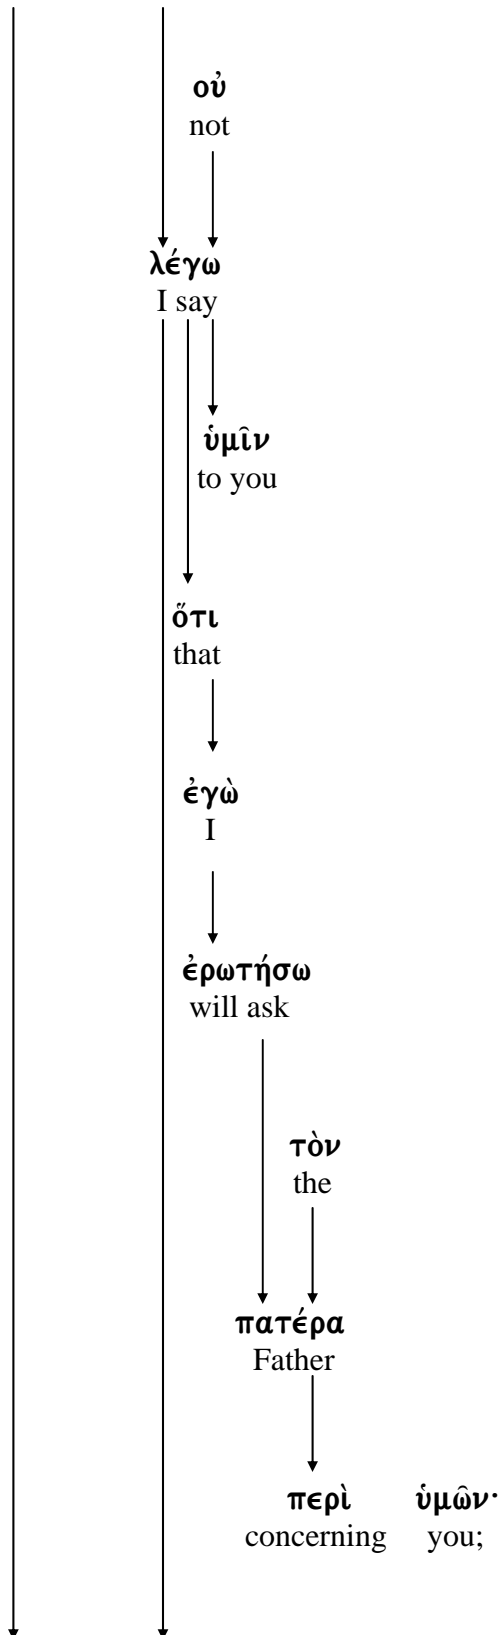 οὐ
not
λέγω
I say
ὑμῖν
to you
ὅτι
that
ἐγὼ
I
ἐρωτήσω
will ask
τὸν
the
πατέρα
Father
περὶ ὑμῶν·
concerning you;